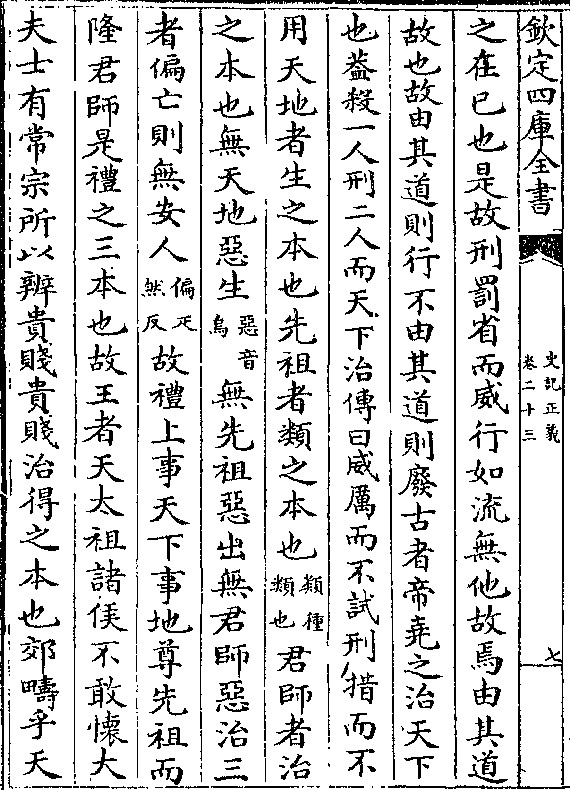 欽定四庫全書
史記正義
卷二十三
七
之在已也是故刑罰省而威行如流無他故焉由其道
故也故由其道則行不由其道則廢古者帝堯之治天下
也葢殺一人刑二人而天下治傳曰威厲而不試刑措而不
用天地者生之本也先祖者類之本也類種類也君師者治
之本也無天地惡生惡音烏無先祖惡出無君師惡治三
者偏亡則無安人偏疋然反故禮上事天下事地尊先祖而
隆君師是禮之三本也故王者天太祖諸侯不敢懷大
夫士有常宗所以辨貴賤貴賤治得之本也郊疇乎天